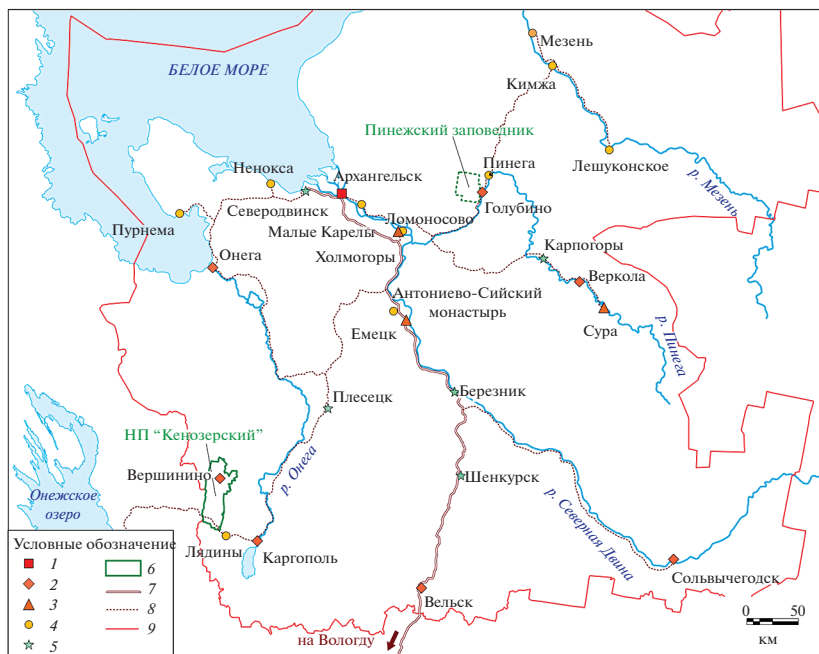 Мезень
БЕЛОЕ МОРЕ
Кимжа
Пинежский заповедник
Пинега
Лешуконское
Ненокса
Архангельск
р. Мезень
Голубино
Северодвинск
Ломоносово
Пурнема
Малые Карелы
Холмогоры
Карпогоры
Онега
Веркола
Антониево-Сийский
монастырь
Емецк
Сура
р. Пинега
Плесецк
Березник
НП “Кенозерский”
Вершинино
р. Онега
Шенкурск
Онежское
озеро
р. Северная Двина
Лядины
Каргополь
Сольвычегодск
Вельск
на Вологду
Условные обозначение
1
2
3
4
5
6
7
8
9
0 50
км